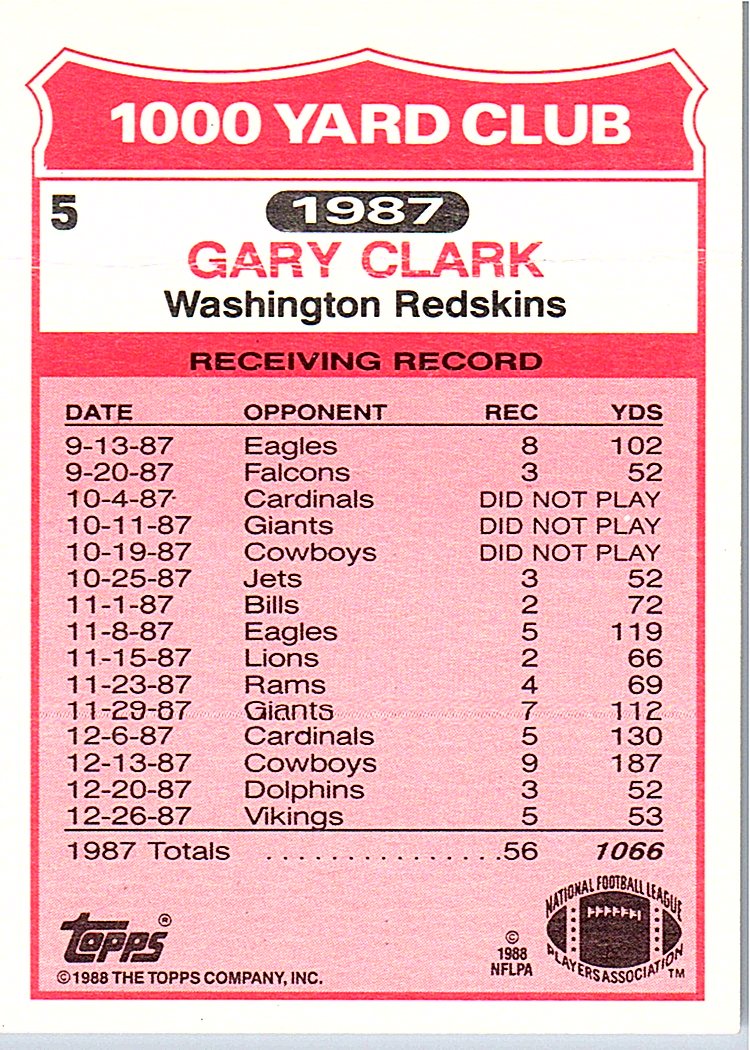 1000 YARD CLUB
5
1987
GARY CLARK
Washington Redskins
RECEIVING RECORD
DATE OPPONENT REC YDS
9-13-87 Eagles 8 102
9-20-87 Falcons 3 52
10-4-87 Cardinals DID NOT PLAY
10-11-87 Giants DID NOT PLAY
10-19-87 Cowboys DID NOT PLAY
10-25-87 Jets 3 52
11-1-87 Bills 2 72
11-8-87 Eagles 5 119
11-15-87 Lions 2 66
11-23-87 Rams 4 69
11-29-87 Giants 7 112
12-6-87 Cardinals 5 130
12-13-87 Cowboys 9 187
12-20-87 Dolphins 3 52
12-26-87 Vikings 5 53
1987 Totals . . . . . . . . . . . . . . . . . .56 1066
topps®
©1988 THE TOPPS COMPANY, INC.
©
1988
NFLPA
NATIONAL FOOTBALL LEAGUE
PLAYERS ASSOCIATION TM